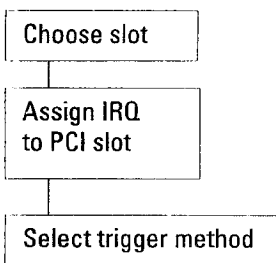 Choose slot
Assign IRQ
to PCI slot
Select trigger method